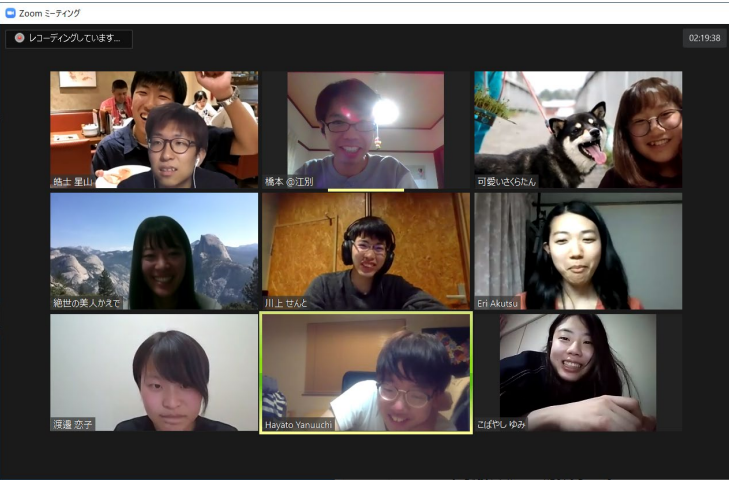 Zoom ミーティング
レコーディングしています...
02:19:38
皓士 星山
橋本 @江別
可愛いさくらたん
絶世の美人かえで
川上 せんと
Eri Akutsu
渡邉 恋子
Hayato Yanuuchi
こばやし ゆみ